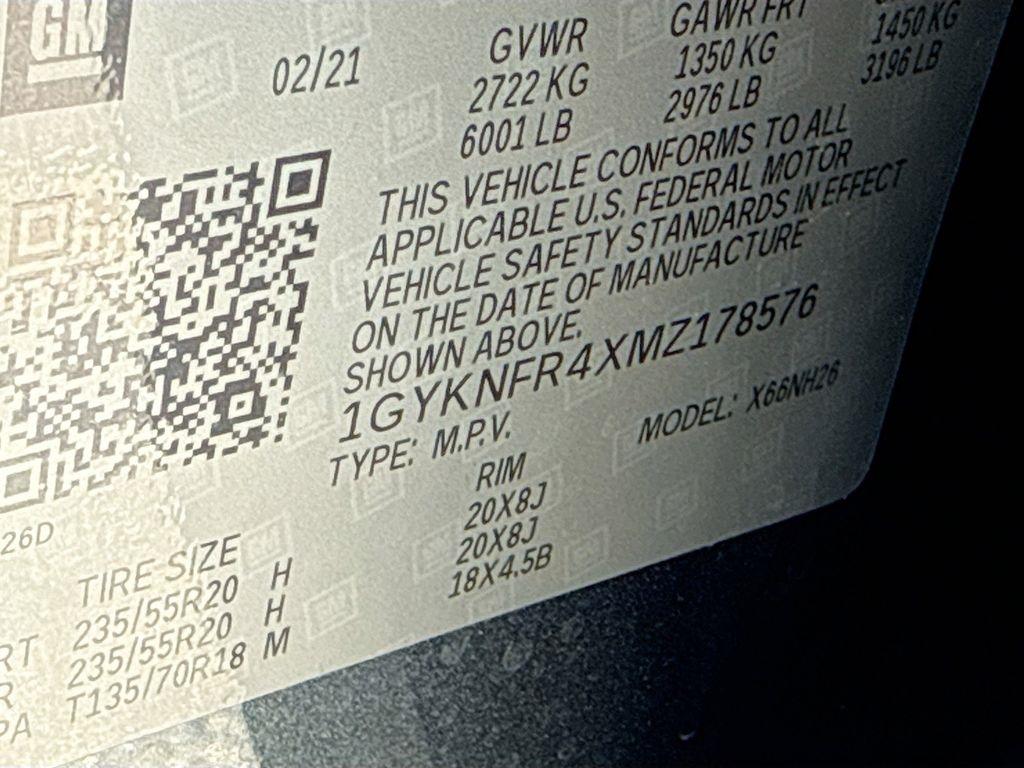 GM
02/21
GVWR
2722 KG
6001 LB
GAWR FRT
1350 KG
2976 LB
1450 KG
3196 LB
THIS VEHICLE CONFORMS TO ALL
APPLICABLE U.S. FEDERAL MOTOR
VEHICLE SAFETY STANDARDS IN EFFECT
ON THE DATE OF MANUFACTURE
SHOWN ABOVE.
1GYKNFR4XMZ178576
TYPE: M.P.V.
MODEL: X66NH26
26D
TIRE SIZE RIM
RT 235/55R20 H 20X8J
R 235/55R20 H 20X8J
PA T135/70R18 M 18X4.5B